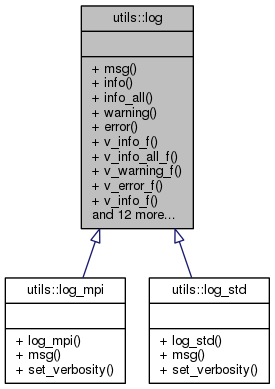 utils::log
+ msg()
+ info()
+ info_all()
+ warning()
+ error()
+ v_info_f()
+ v_info_all_f()
+ v_warning_f()
+ v_error_f()
+ v_info_f()
and 12 more...
utils::log_mpi
+ log_mpi()
+ msg()
+ set_verbosity()
utils::log_std
+ log_std()
+ msg()
+ set_verbosity()